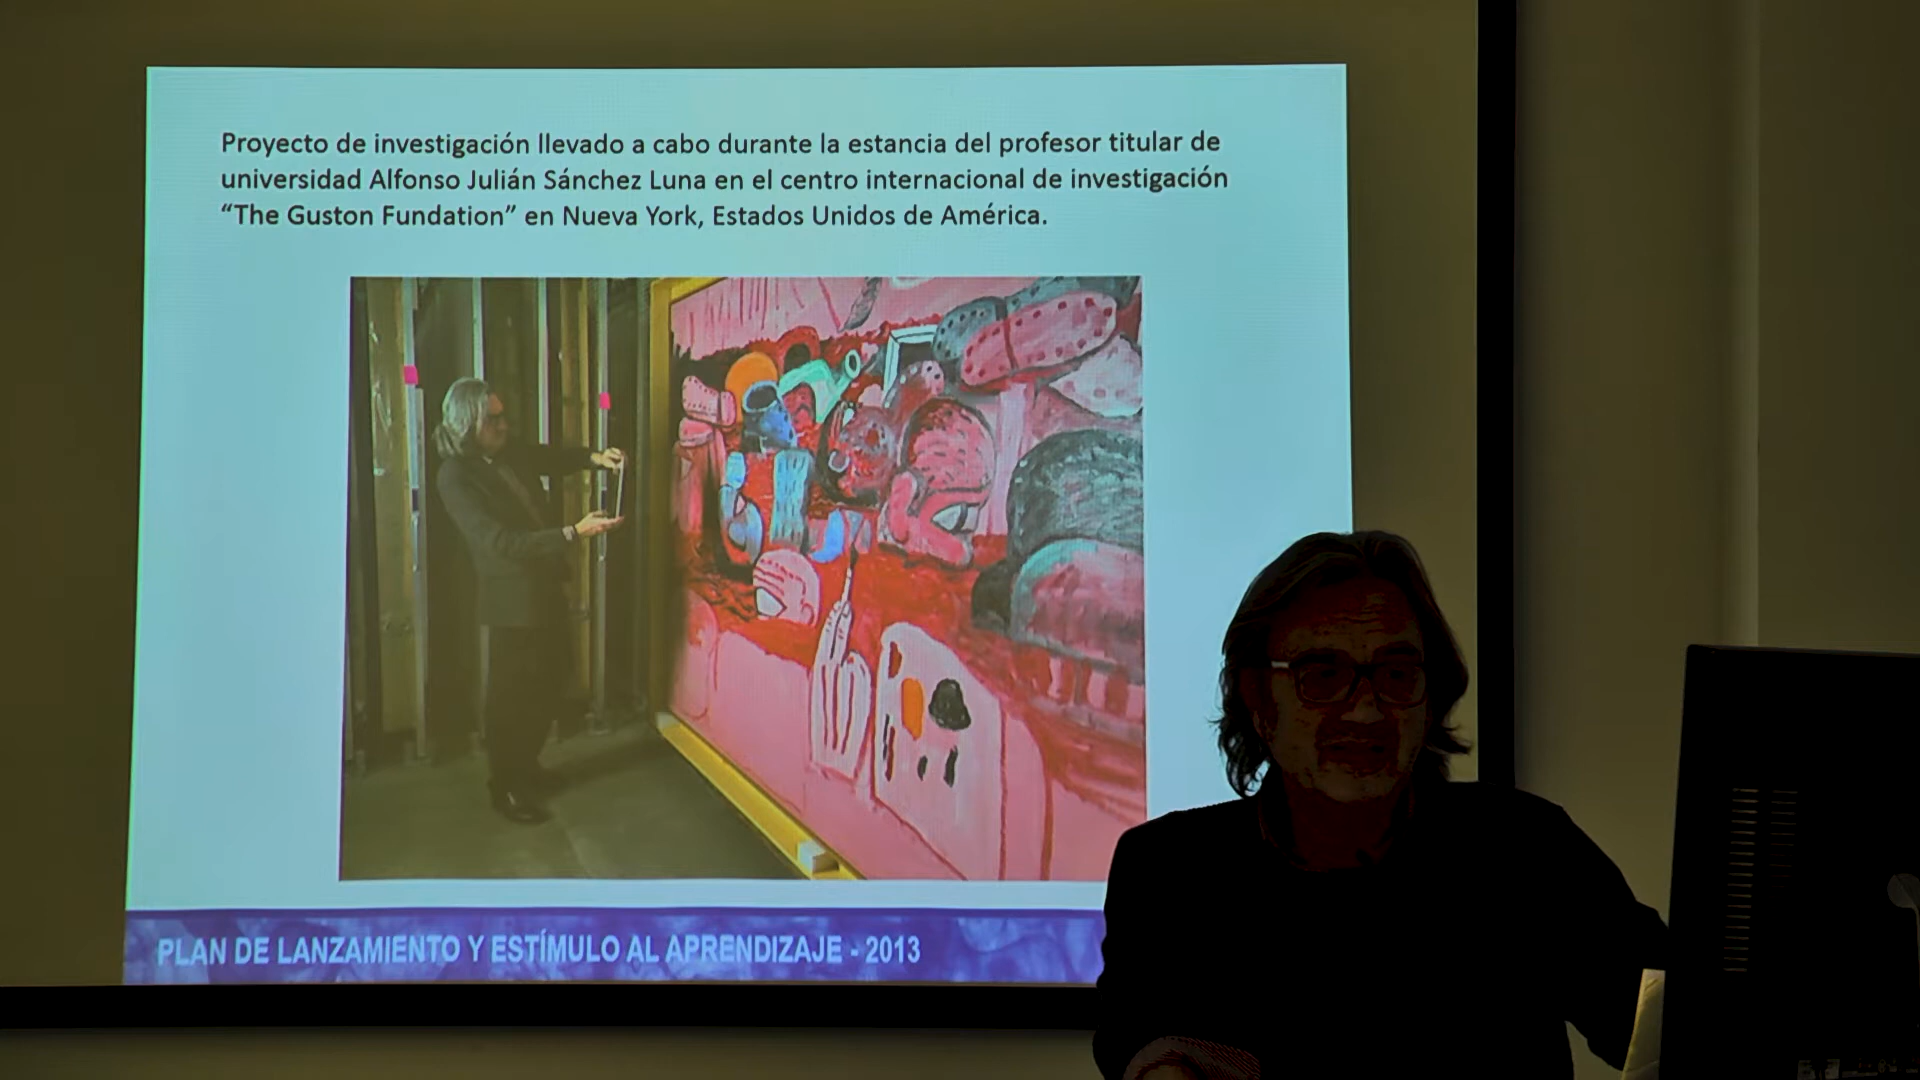 Proyecto de investigación llevado a cabo durante la estancia del profesor titular de
universidad Alfonso Julián Sánchez Luna en el centro internacional de investigación
“The Guston Fundation” en Nueva York, Estados Unidos de América.
PLAN DE LANZAMIENTO Y ESTÍMULO AL APRENDIZAJE - 2013